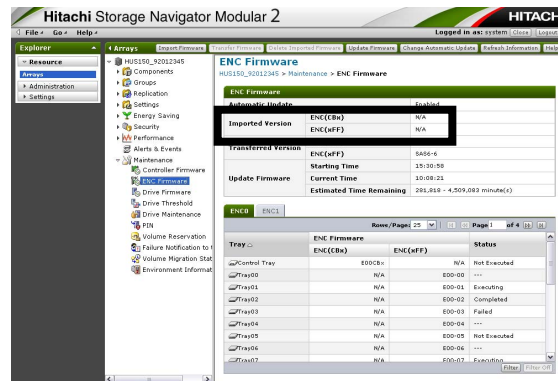 Hitachi Storage Navigator Modular 2
HITACH
File Go Help
Logged in as: system Close Logout
Explorer
Resource
Arrays
Administration
Settings
Arrays
HUS150_92012345
Components
Groups
Replication
Settings
Energy Saving
Security
Performance
Alerts & Events
Maintenance
Controller Firmware
ENC Firmware
Drive Firmware
Drive Threshold
Drive Maintenance
PIN
Volume Reservation
Failure Notification to t
Volume Migration Stat
Environment Informat
Import Firmware Transfer Firmware Delete Imported Firmware Update Firmware Change Automatic Update Refresh Information Help
ENC Firmware
HUS150_92012345 > Maintenance > ENC Firmware
ENC Firmware
Automatic Update Enabled
Imported Version ENC(CBx) N/A
ENC(xFF) N/A
Transferred Version
ENC(xFF) SAS6-6
Update Firmware Starting Time 15:30:58
Current Time 10:08:21
Estimated Time Remaining 281,818 - 4,509,083 minute(s)
ENC0 ENC1
Rows/Page: 25 Page 1 of 4
Tray ENC Firmware Status
ENC(CBx) ENC(xFF)
Control Tray E00CBx N/A Not Executed
Tray00 N/A E00-00 ---
Tray01 N/A E00-01 Executing
Tray02 N/A E00-02 Completed
Tray03 N/A E00-03 Failed
Tray04 N/A E00-04 ---
Tray05 N/A E00-05 Not Executed
Tray06 N/A E00-06 ---
Tray07 N/A E00-07 Executing
Filter Filter Off